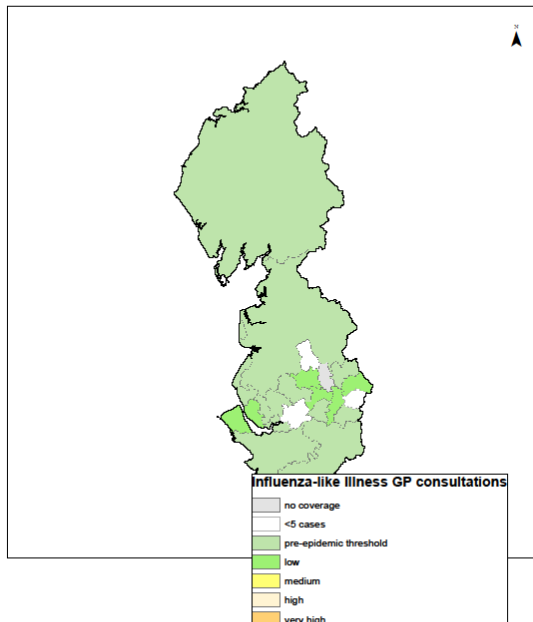 N
Influenza-like Illness GP consultations
no coverage
<5 cases
pre-epidemic threshold
low
medium
high
very high